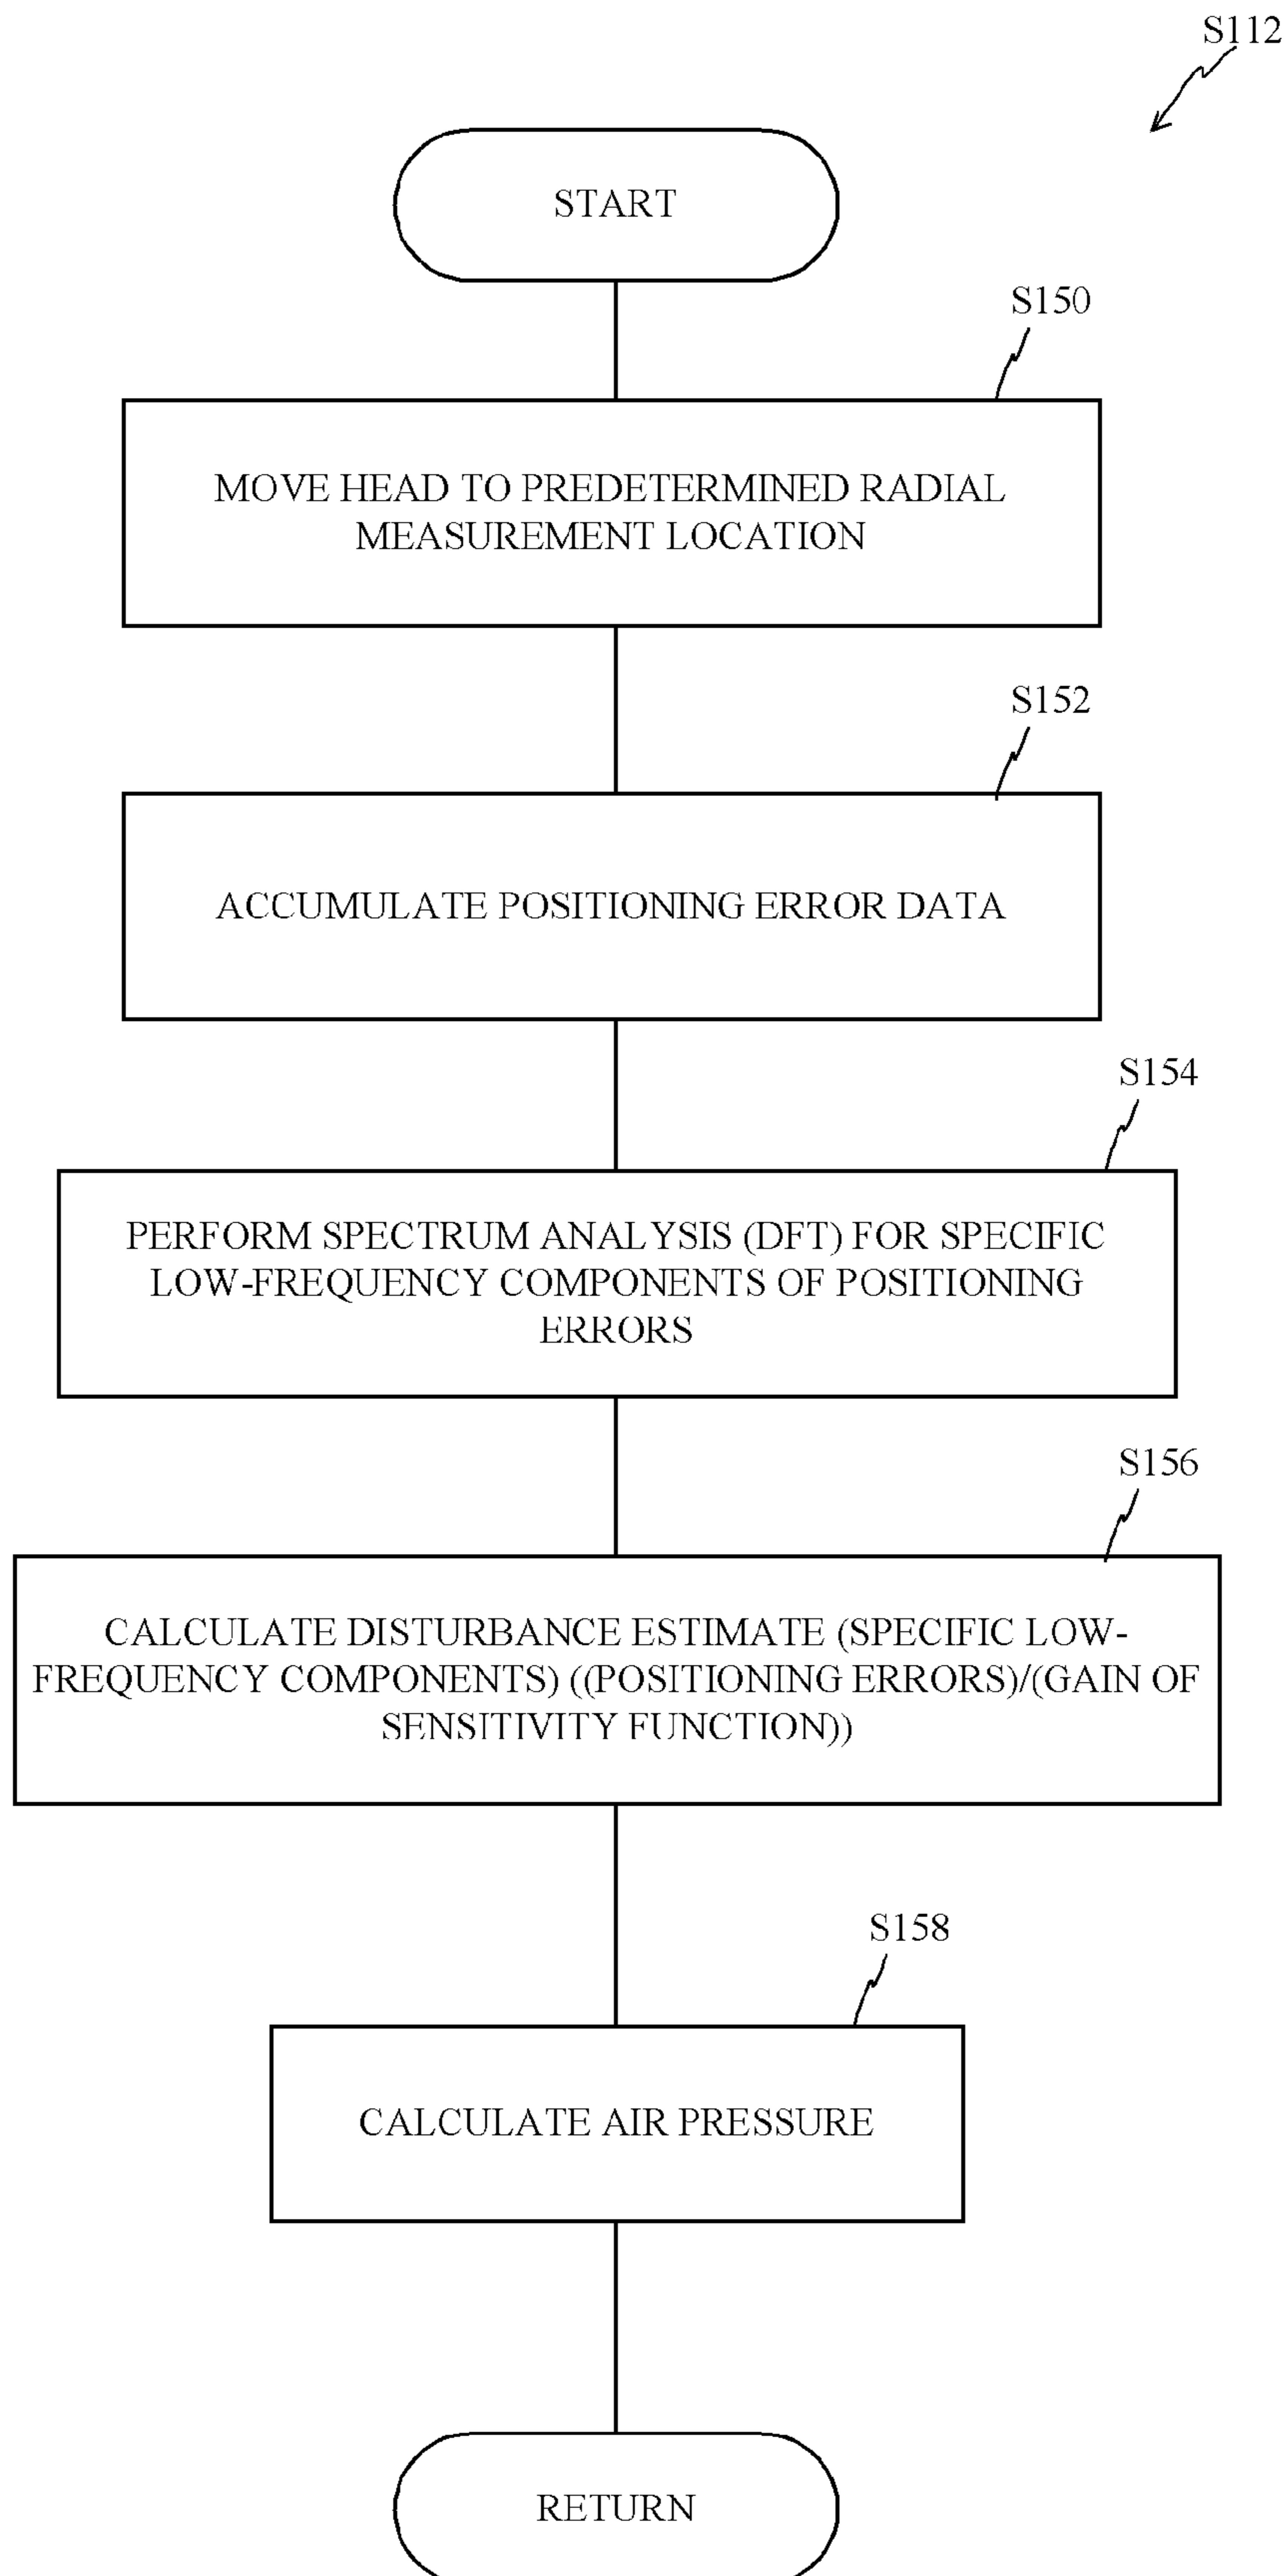 S112
START
S150
MOVE HEAD TO PREDETERMINED RADIAL
MEASUREMENT LOCATION
S152
ACCUMULATE POSITIONING ERROR DATA
S154
PERFORM SPECTRUM ANALYSIS (DFT) FOR SPECIFIC
LOW-FREQUENCY COMPONENTS OF POSITIONING
ERRORS
S156
CALCULATE DISTURBANCE ESTIMATE (SPECIFIC LOW-
FREQUENCY COMPONENTS) ((POSITIONING ERRORS)/(GAIN OF
SENSITIVITY FUNCTION))
S158
CALCULATE AIR PRESSURE
RETURN